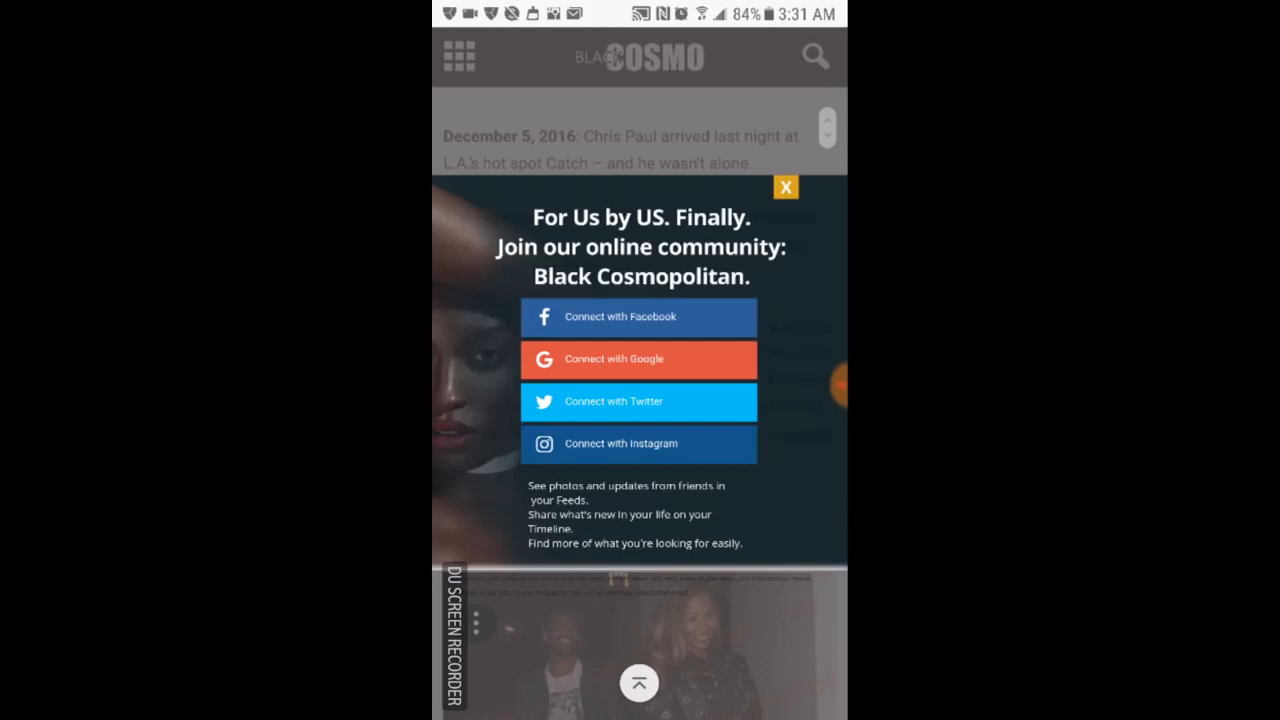 84% 3:31 AM
BLACK COSMO
December 5, 2016: Chris Paul arrived last night at
L.A.'s hot spot Catch – and he wasn't alone.
X
For Us by US. Finally.
Join our online community:
Black Cosmopolitan.
Connect with Facebook
Connect with Google
Connect with Twitter
Connect with Instagram
See photos and updates from friends in
your Feeds.
Share what's new in your life on your
Timeline.
Find more of what you're looking for easily.
DU SCREEN RECORDER